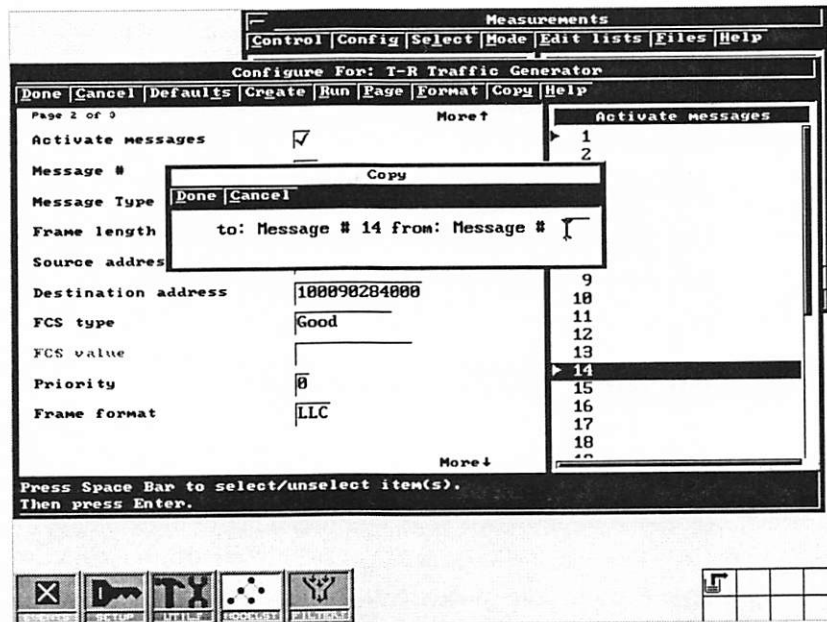 Measurements
Control Config Select Mode Edit lists Files Help
Configure For: T-R Traffic Generator
Done Cancel Defaults Create Run Page Format Copy Help
Page 2 of 3
More↑
Activate messages
Message #
Message Type
Frame length
Source addres
Destination address 100090284000
FCS type Good
FCS value
Priority 0
Frame format LLC
More↓
Copy
Done Cancel
to: Message # 14 from: Message #
Activate messages
1
2
9
10
11
12
13
14
15
16
17
18
Press Space Bar to select/unselect item(s).
Then press Enter.
SETUP
UTILS